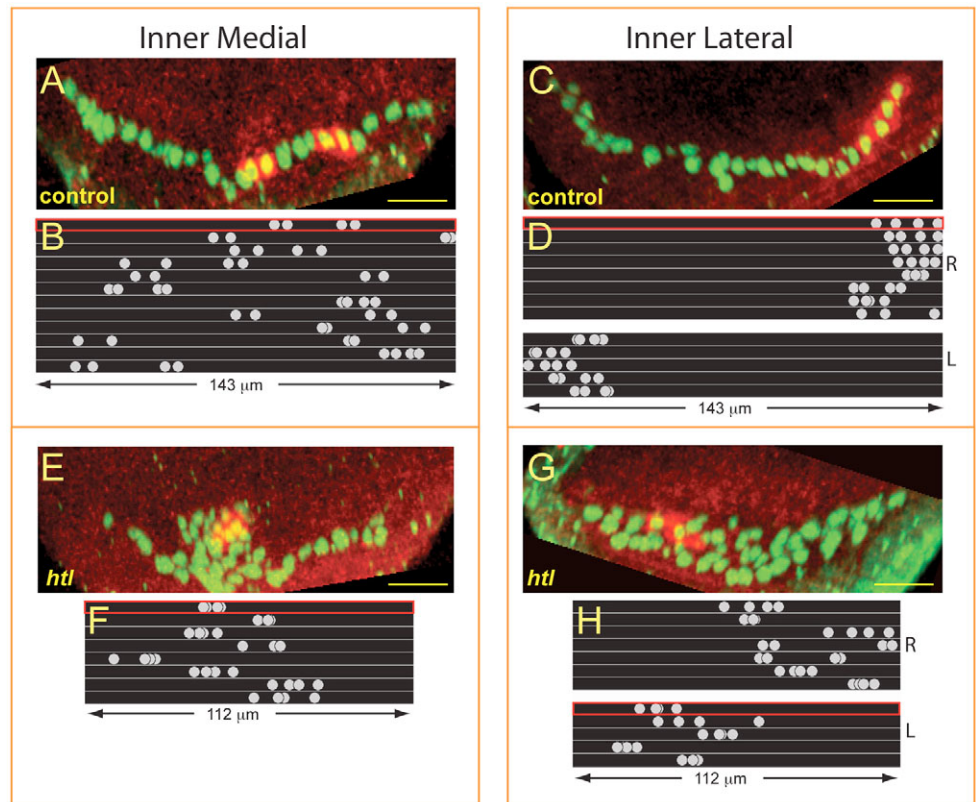 Inner Medial
Inner Lateral
A
control
C
control
B
143 µm
D
R
L
143 µm
E
htl
G
htl
F
112 µm
H
R
L
112 µm